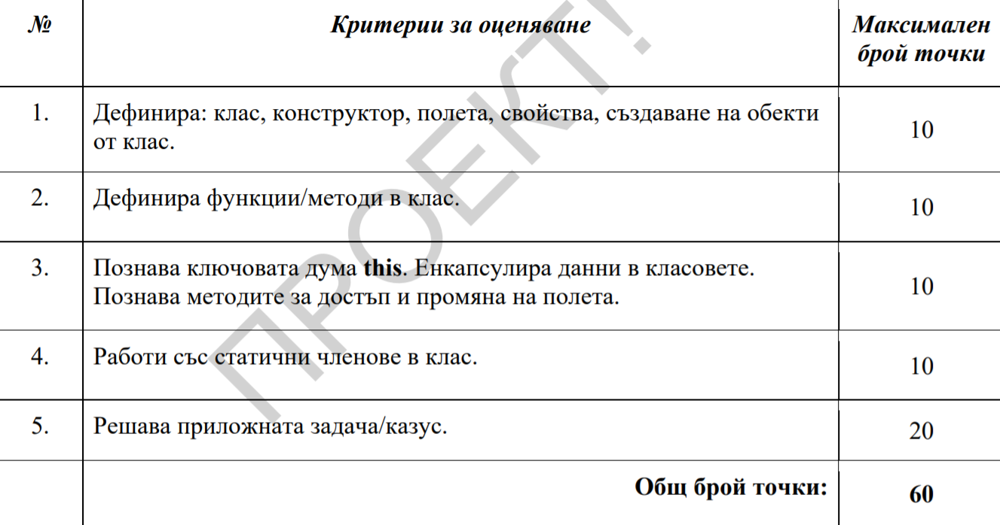 № Критерии за оценяване Максимален
брой точки
1. Дефинира: клас, конструктор, полета, свойства, създаване на обекти
от клас. 10
2. Дефинира функции/методи в клас. 10
3. Познава ключовата дума this. Енкапсулира данни в класовете.
Познава методите за достъп и промяна на полета. 10
4. Работи със статични членове в клас. 10
5. Решава приложната задача/казус. 20
Общ брой точки: 60
ПРОЕКТ!